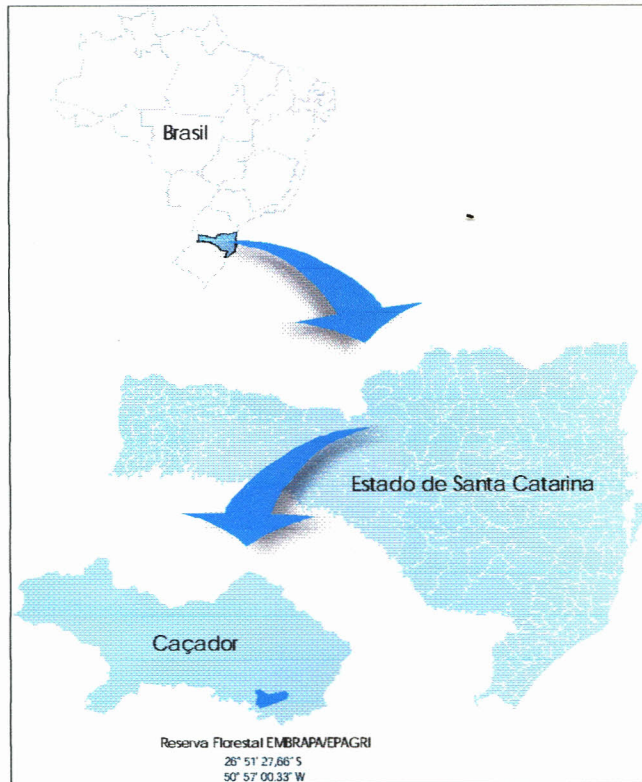 Brasil
Estado de Santa Catarina
Caçador
Reserva Florestal EMBRAPA/EPAGRI
26° 51' 27,66" S
50° 57' 00.33" W